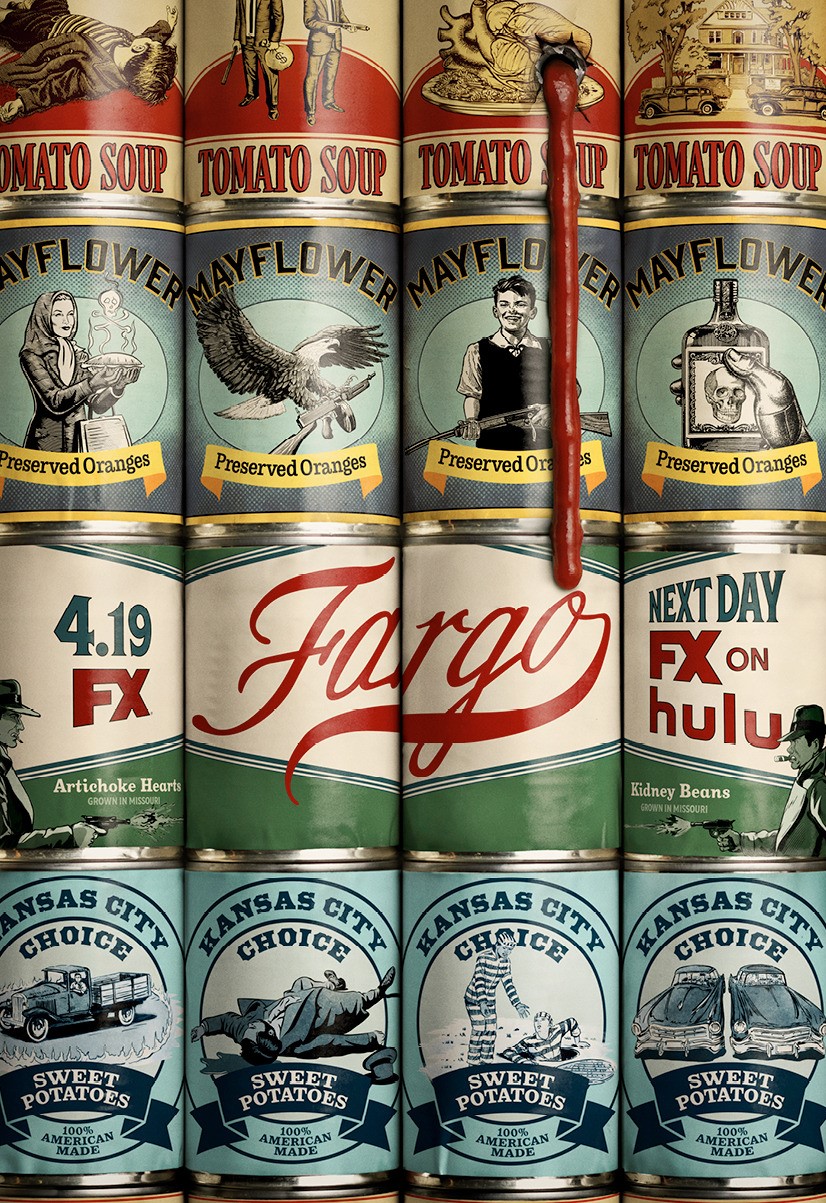 TOMATO SOUP
TOMATO SOUP
TOMATO SOUP
TOMATO SOUP
MAYFLOWER
MAYFLOWER
MAYFLOWER
MAYFLOWER
Preserved Oranges
Preserved Oranges
Preserved Oranges
Preserved Oranges
4.19
FX
Fargo
NEXT DAY
FX ON
hulu
Artichoke Hearts
GROWN IN MISSOURI
Kidney Beans
GROWN IN MISSOURI
KANSAS CITY
CHOICE
SWEET
POTATOES
100%
AMERICAN
MADE
KANSAS CITY
CHOICE
SWEET
POTATOES
100%
AMERICAN
MADE
KANSAS CITY
CHOICE
SWEET
POTATOES
100%
AMERICAN
MADE
KANSAS CITY
CHOICE
SWEET
POTATOES
100%
AMERICAN
MADE